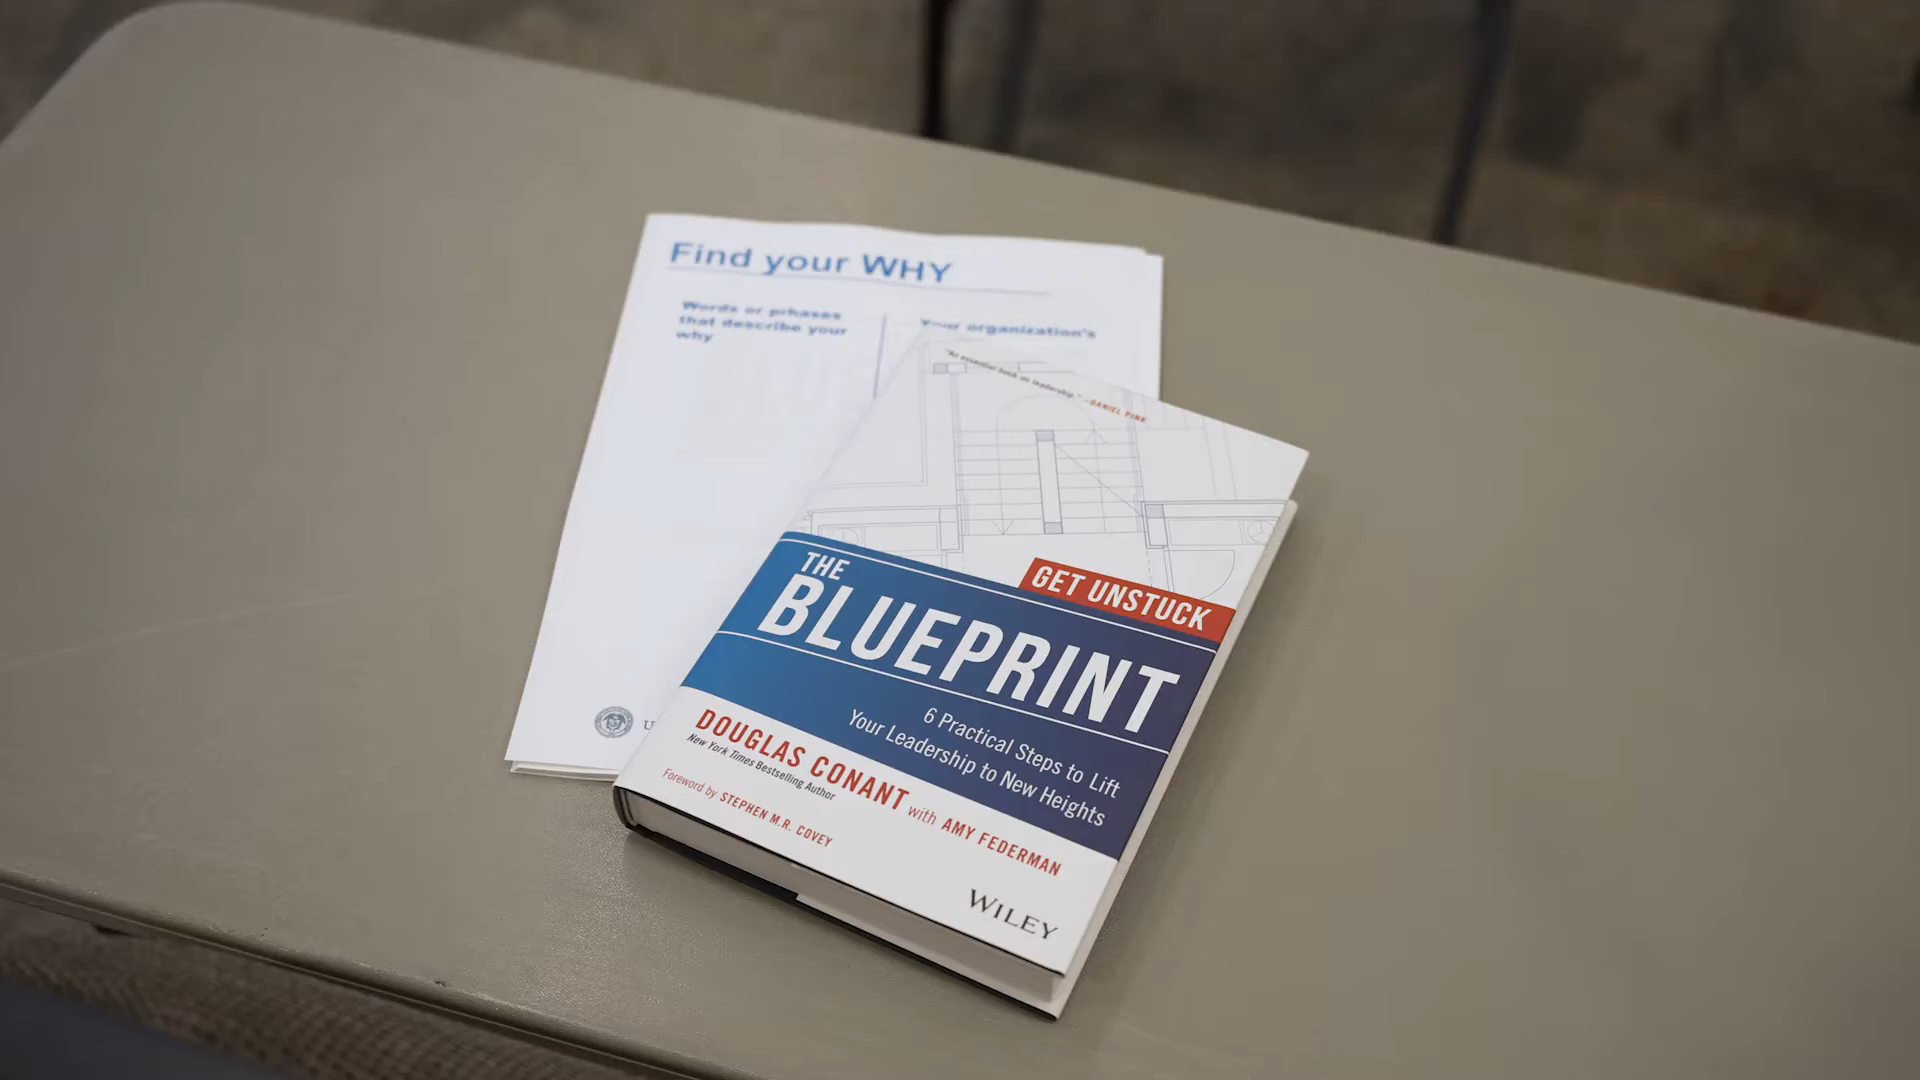 Find your WHY
Words or prhases
that describe your
why
Your organization's
"An essential book on leadership." —DANIEL PINK
GET UNSTUCK
THE
BLUEPRINT
6 Practical Steps to Lift
Your Leadership to New Heights
DOUGLAS CONANT with AMY FEDERMAN
New York Times Bestselling Author
Foreword by STEPHEN M.R. COVEY
WILEY
U